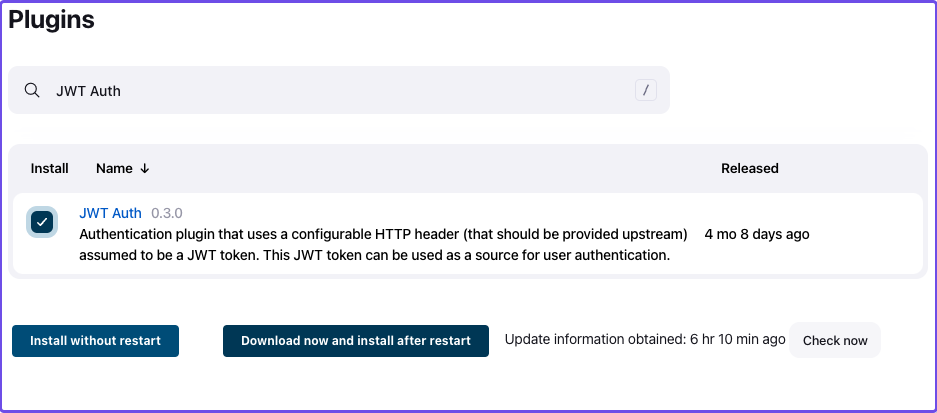 Plugins
JWT Auth /
Install Name ↓ Released
JWT Auth 0.3.0
Authentication plugin that uses a configurable HTTP header (that should be provided upstream) 4 mo 8 days ago
assumed to be a JWT token. This JWT token can be used as a source for user authentication.
Install without restart Download now and install after restart Update information obtained: 6 hr 10 min ago Check now